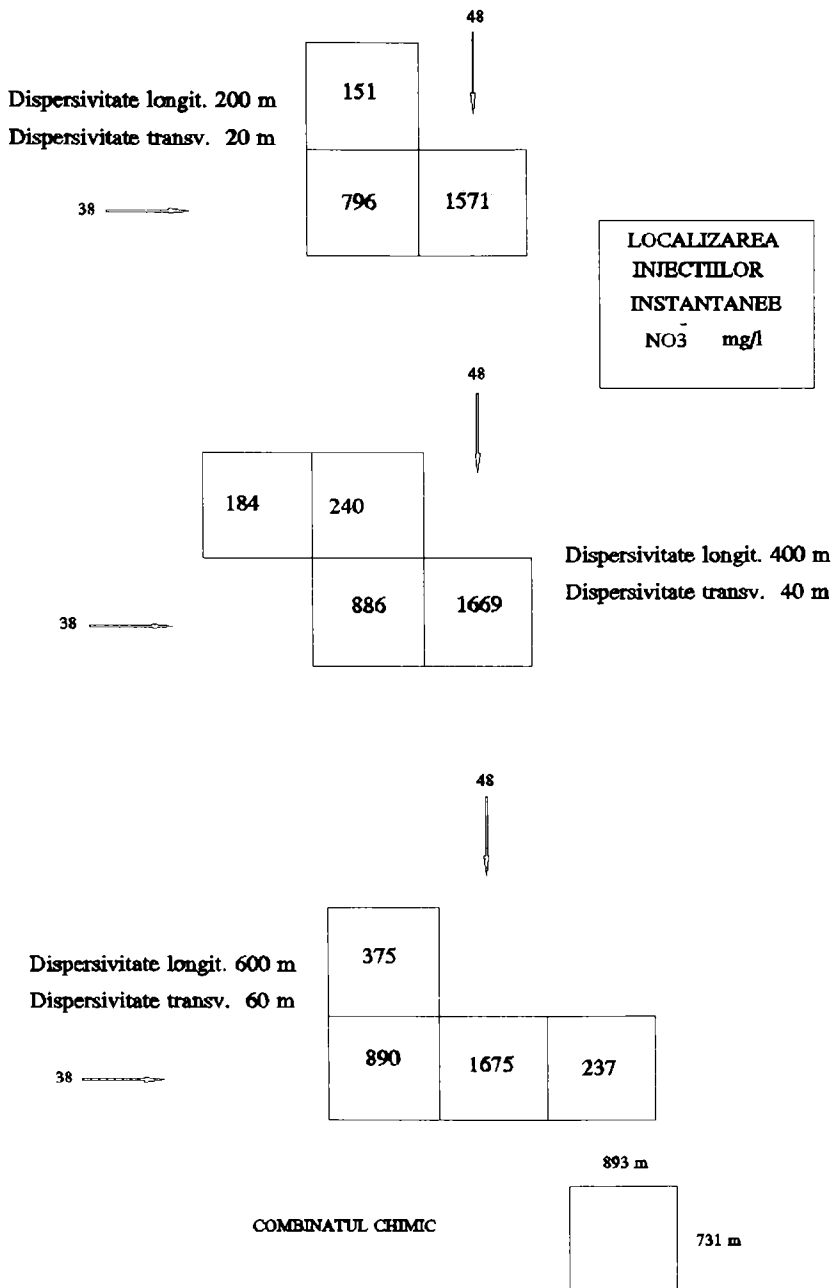 48
151
Dispersivitate longit. 200 m
Dispersivitate transv. 20 m
38
796 1571
LOCALIZAREA
INJECTIILOR
INSTANTANEE
NO3̄ mg/l
48
184 240
Dispersivitate longit. 400 m
Dispersivitate transv. 40 m
38
886 1669
48
375
Dispersivitate longit. 600 m
Dispersivitate transv. 60 m
38
890 1675 237
893 m
COMBINATUL CHIMIC
731 m